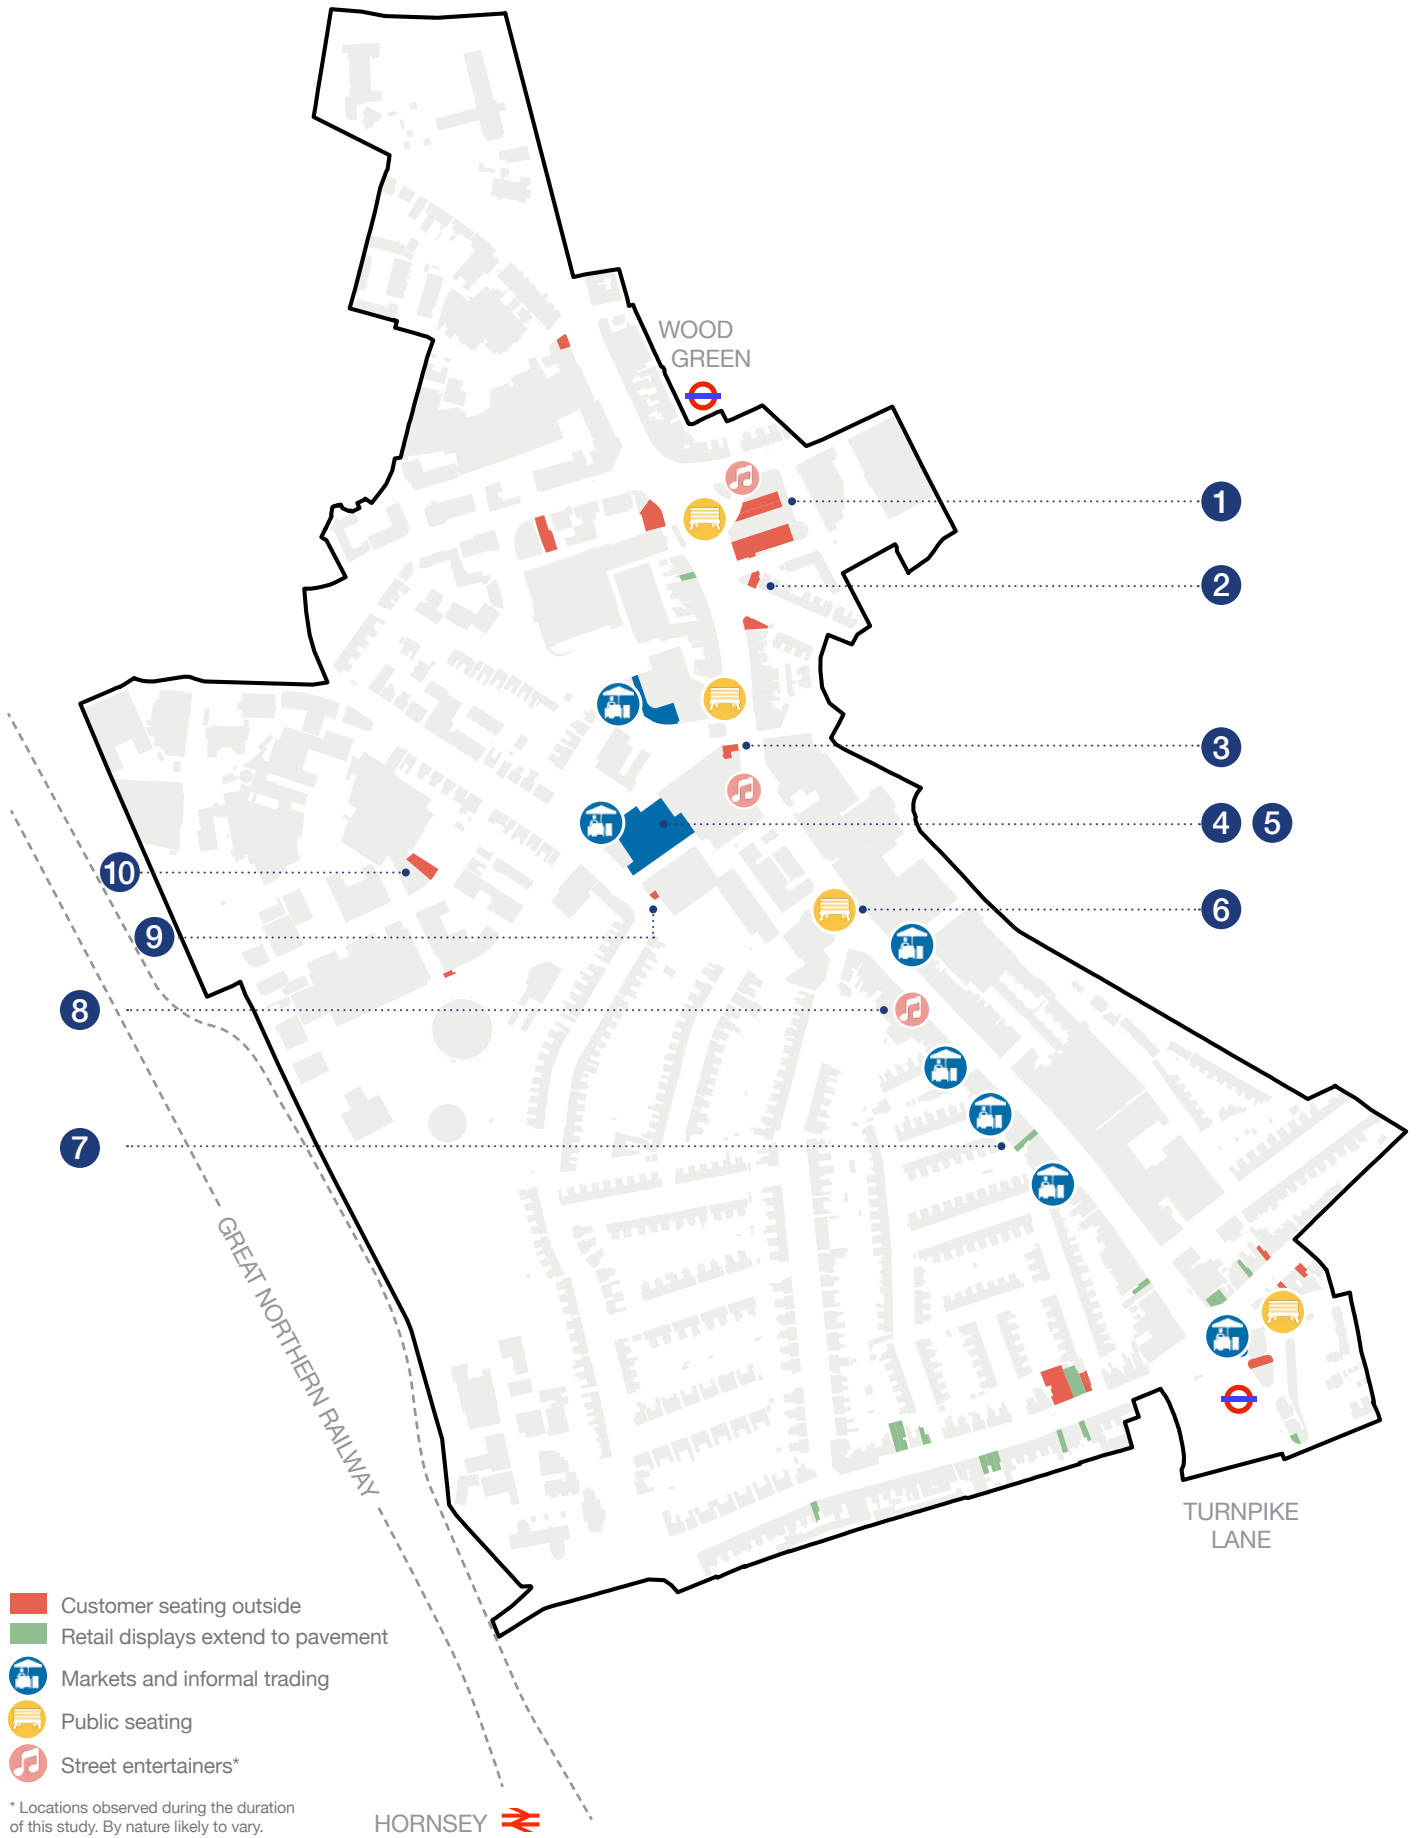 WOOD
GREEN
1
2
3
4 5
6
10
9
8
7
GREAT NORTHERN RAILWAY
TURNPIKE
LANE
Customer seating outside
Retail displays extend to pavement
Markets and informal trading
Public seating
Street entertainers*
* Locations observed during the duration
of this study. By nature likely to vary.
HORNSEY